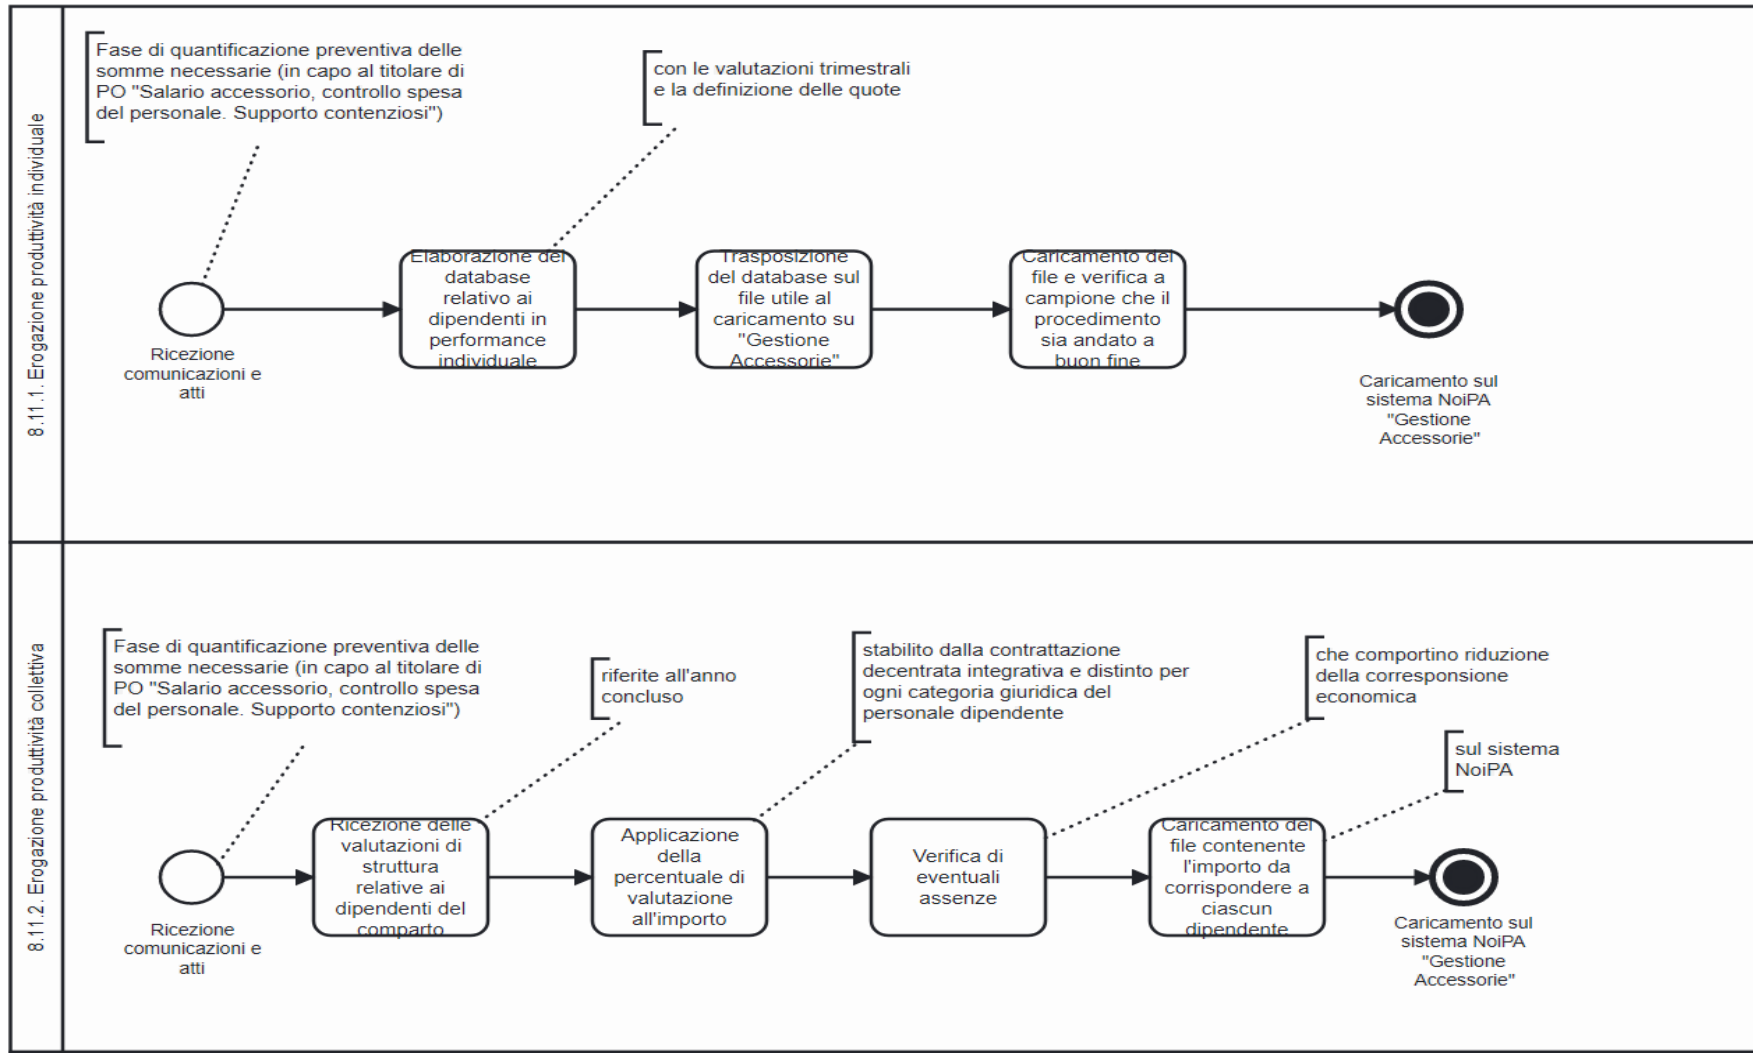 8.11.1. Erogazione produttività individuale
Fase di quantificazione preventiva delle
somme necessarie (in capo al titolare di
PO "Salario accessorio, controllo spesa
del personale. Supporto contenziosi")
con le valutazioni trimestrali
e la definizione delle quote
Ricezione
comunicazioni e
atti
Elaborazione del
database
relativo ai
dipendenti in
performance
individuale
Trasposizione
del database sul
file utile al
caricamento su
"Gestione
Accessorie"
Caricamento del
file e verifica a
campione che il
procedimento
sia andato a
buon fine
Caricamento sul
sistema NoiPA
"Gestione
Accessorie"
8.11.2. Erogazione produttività collettiva
Fase di quantificazione preventiva delle
somme necessarie (in capo al titolare di
PO "Salario accessorio, controllo spesa
del personale. Supporto contenziosi")
riferite all'anno
concluso
stabilito dalla contrattazione
decentrata integrativa e distinto per
ogni categoria giuridica del
personale dipendente
che comportino riduzione
della corresponsione
economica
sul sistema
NoiPA
Ricezione
comunicazioni e
atti
Ricezione delle
valutazioni di
struttura
relative ai
dipendenti del
comparto
Applicazione
della
percentuale di
valutazione
all'importo
Verifica di
eventuali
assenze
Caricamento del
file contenente
l'importo da
corrispondere a
ciascun
dipendente
Caricamento sul
sistema NoiPA
"Gestione
Accessorie"